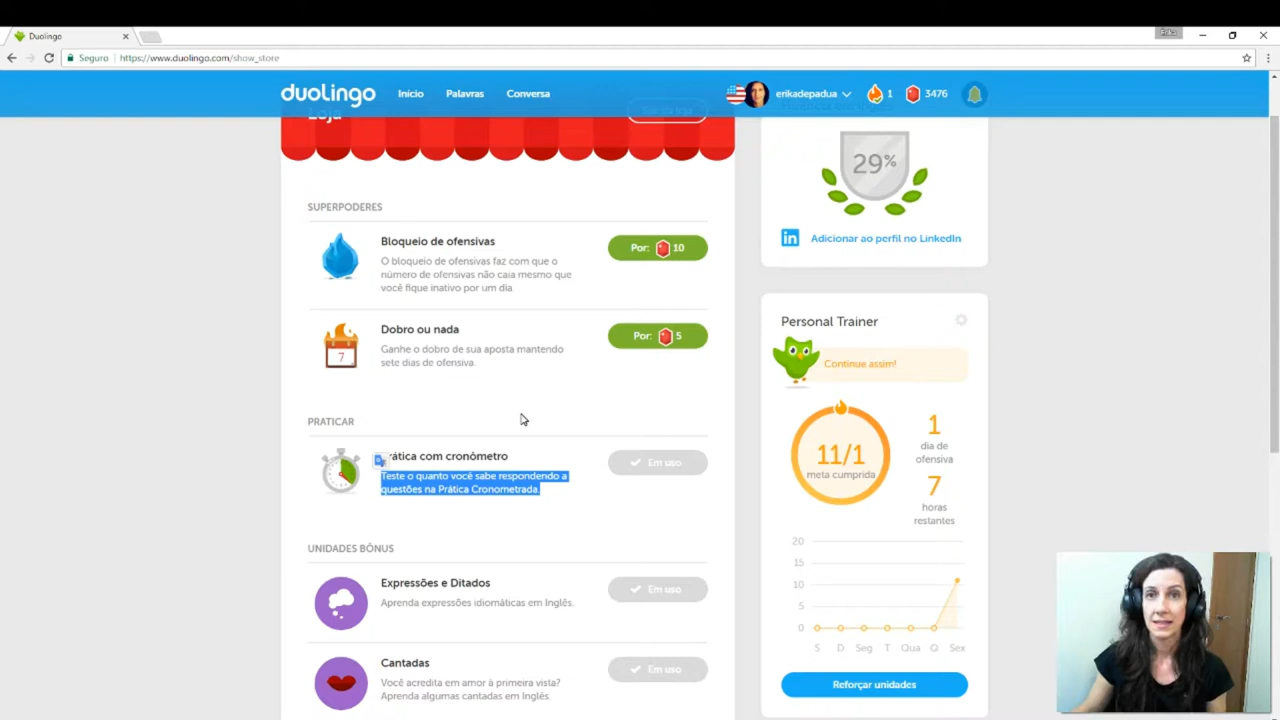 Duolingo
Seguro https://www.duolingo.com/show_store
duolingo
Início Palavras Conversa
erikadepadua 1 3476
Loja
SUPERPODERES
Bloqueio de ofensivas
O bloqueio de ofensivas faz com que o
número de ofensivas não caia mesmo que
você fique inativo por um dia.
Por: 10
Dobro ou nada
Ganhe o dobro de sua aposta mantendo
sete dias de ofensiva.
7
Por: 5
PRATICAR
rática com cronômetro
Teste o quanto você sabe respondendo a
questões na Prática Cronometrada.
Em uso
UNIDADES BÔNUS
Expressões e Ditados
Aprenda expressões idiomáticas em Inglês.
Em uso
Cantadas
Você acredita em amor à primeira vista?
Aprenda algumas cantadas em Inglês.
Em uso
29%
Adicionar ao perfil no LinkedIn
Personal Trainer
Continue assim!
11/1
meta cumprida
1
dia de
ofensiva
7
horas
restantes
20
15
10
5
0
S D Seg T Qua Q Sex
Reforçar unidades